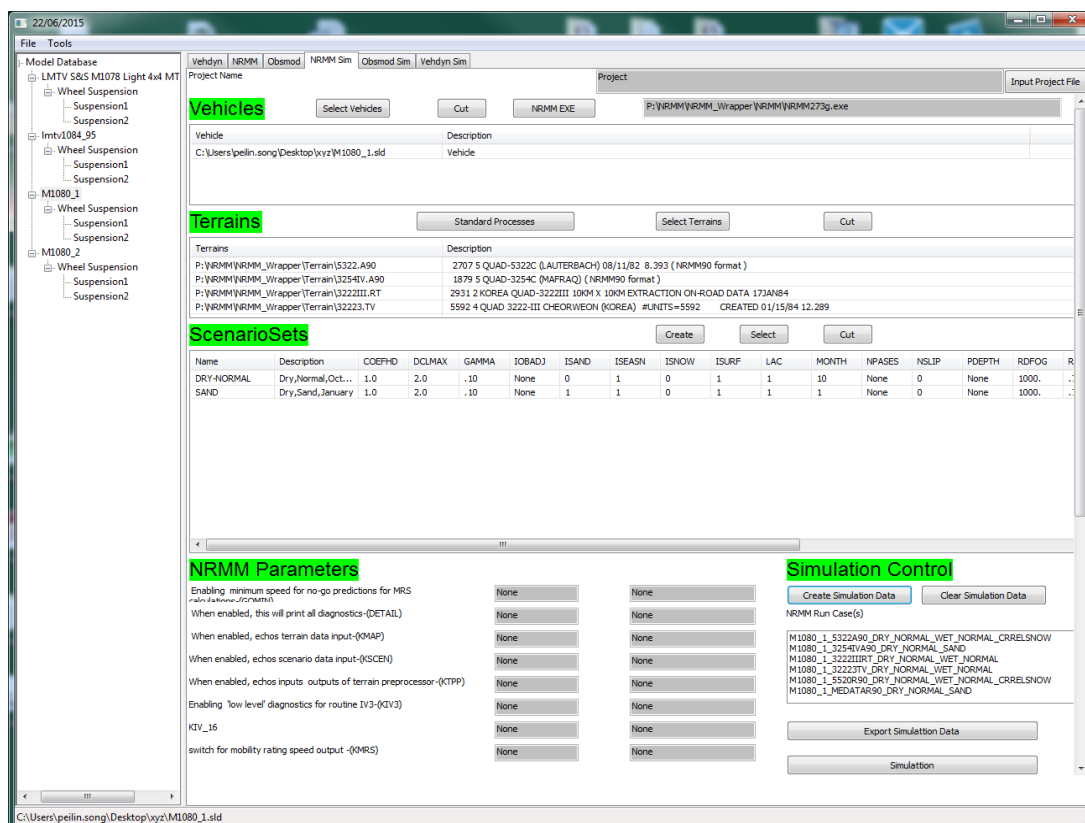 22/06/2015
File Tools
Model Database
LMTV S&S M1078 Light 4x4 MT
Wheel Suspension
Suspension1
Suspension2
lmtv1084_95
Wheel Suspension
Suspension1
Suspension2
M1080_1
Wheel Suspension
Suspension1
Suspension2
M1080_2
Wheel Suspension
Suspension1
Suspension2
Vehdyn NRMM Obsmod NRMM Sim Obsmod Sim Vehdyn Sim
Project Name Project Input Project File
Vehicles Select Vehicles Cut NRMM EXE P:\NRMM\NRMM_Wrapper\NRMM\NRMM273g.exe
Vehicle Description
C:\Users\peilin.song\Desktop\xyz\M1080_1.sld Vehicle
Terrains Standard Processes Select Terrains Cut
Terrains Description
P:\NRMM\NRMM_Wrapper\Terrain\5322.A90 2707 5 QUAD-5322C (LAUTERBACH) 08/11/82 8.393 ( NRMM90 format )
P:\NRMM\NRMM_Wrapper\Terrain\3254IV.A90 1879 5 QUAD-3254C (MAFRAQ) ( NRMM90 format )
P:\NRMM\NRMM_Wrapper\Terrain\3222III.RT 2931 2 KOREA QUAD-3222III 10KM X 10KM EXTRACTION ON-ROAD DATA 17JAN84
P:\NRMM\NRMM_Wrapper\Terrain\32223.TV 5592 4 QUAD 3222-III CHEORWEON (KOREA) #UNITS=5592 CREATED 01/15/84 12.289
ScenarioSets Create Select Cut
Name Description COEFHD DCLMAX GAMMA IOBADJ ISAND ISEASN ISNOW ISURF LAC MONTH NPASES NSLIP PDEPTH RDFOG R
DRY-NORMAL Dry,Normal,Oct... 1.0 2.0 .10 None 0 1 0 1 1 10 None 0 None 1000.
SAND Dry,Sand,January 1.0 2.0 .10 None 1 1 0 1 1 1 None 0 None 1000.
NRMM Parameters
Enabling minimum speed for no-go predictions for MRS calculations-(GOMIN) None None
When enabled, this will print all diagnostics-(DETAIL) None None
When enabled, echos terrain data input-(KMAP) None None
When enabled, echos scenario data input-(KSCEN) None None
When enabled, echos inputs outputs of terrain preprocessor-(KTPP) None None
Enabling 'low level' diagnostics for routine IV3-(KIV3) None None
KIV_16 None None
switch for mobility rating speed output -(KMRS) None None
Simulation Control
Create Simulation Data Clear Simulation Data
NRMM Run Case(s)
M1080_1_5322A90_DRY_NORMAL_WET_NORMAL_CRRELSNOW
M1080_1_3254IVA90_DRY_NORMAL_SAND
M1080_1_3222IIIRT_DRY_NORMAL_WET_NORMAL
M1080_1_32223TV_DRY_NORMAL_WET_NORMAL
M1080_1_5520R90_DRY_NORMAL_WET_NORMAL_CRRELSNOW
M1080_1_MEDATAR90_DRY_NORMAL_SAND
Export Simulattion Data
Simulattion
C:\Users\peilin.song\Desktop\xyz\M1080_1.sld